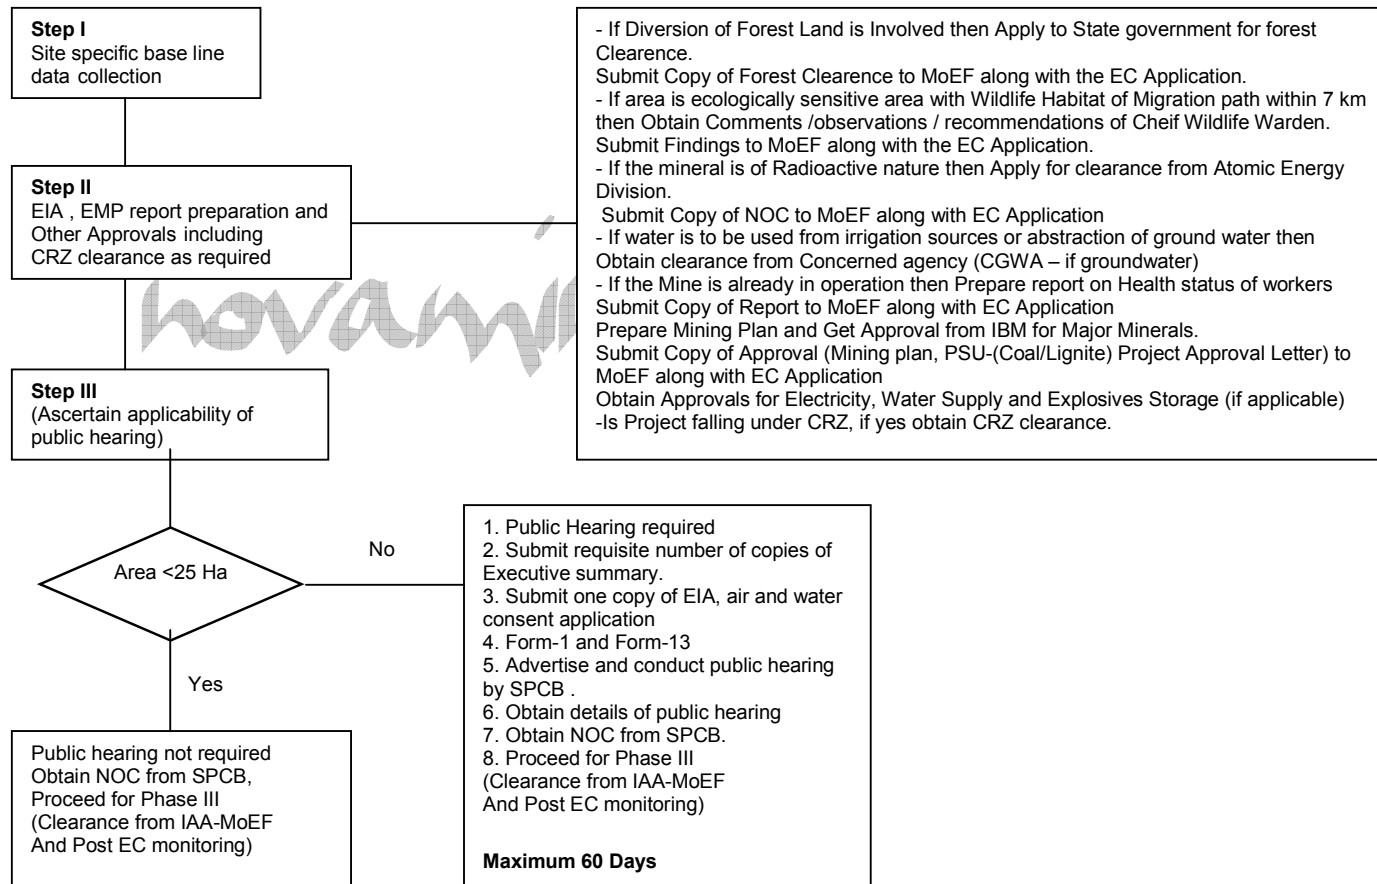 Step I
Site specific base line
data collection
- If Diversion of Forest Land is Involved then Apply to State government for forest
Clearence.
Submit Copy of Forest Clearence to MoEF along with the EC Application.
- If area is ecologically sensitive area with Wildlife Habitat of Migration path within 7 km
then Obtain Comments /observations / recommendations of Cheif Wildlife Warden.
Submit Findings to MoEF along with the EC Application.
- If the mineral is of Radioactive nature then Apply for clearance from Atomic Energy
Division.
Submit Copy of NOC to MoEF along with EC Application
- If water is to be used from irrigation sources or abstraction of ground water then
Obtain clearance from Concerned agency (CGWA – if groundwater)
- If the Mine is already in operation then Prepare report on Health status of workers
Submit Copy of Report to MoEF along with EC Application
Prepare Mining Plan and Get Approval from IBM for Major Minerals.
Submit Copy of Approval (Mining plan, PSU-(Coal/Lignite) Project Approval Letter) to
MoEF along with EC Application
Obtain Approvals for Electricity, Water Supply and Explosives Storage (if applicable)
-Is Project falling under CRZ, if yes obtain CRZ clearance.
Step II
EIA , EMP report preparation and
Other Approvals including
CRZ clearance as required
Step III
(Ascertain applicability of
public hearing)
Area <25 Ha
No
Yes
1. Public Hearing required
2. Submit requisite number of copies of
Executive summary.
3. Submit one copy of EIA, air and water
consent application
4. Form-1 and Form-13
5. Advertise and conduct public hearing
by SPCB .
6. Obtain details of public hearing
7. Obtain NOC from SPCB.
8. Proceed for Phase III
(Clearance from IAA-MoEF
And Post EC monitoring)
Maximum 60 Days
Public hearing not required
Obtain NOC from SPCB,
Proceed for Phase III
(Clearance from IAA-MoEF
And Post EC monitoring)